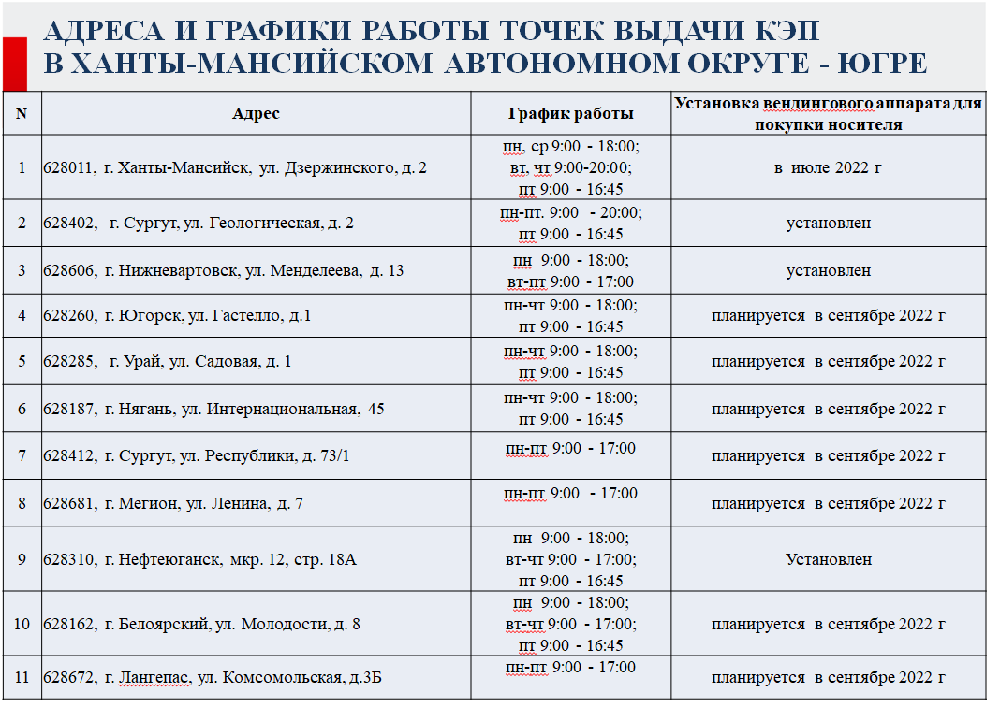 АДРЕСА И ГРАФИКИ РАБОТЫ ТОЧЕК ВЫДАЧИ КЭП
В ХАНТЫ-МАНСИЙСКОМ АВТОНОМНОМ ОКРУГЕ - ЮГРЕ
N
Адрес
График работы
Установка вендингового аппарата для
покупки носителя
1
628011, г. Ханты-Мансийск, ул. Дзержинского, д. 2
пн, ср 9:00 - 18:00;
вт, чт 9:00-20:00;
пт 9:00 - 16:45
в июле 2022 г
2
628402, г. Сургут, ул. Геологическая, д. 2
пн-пт. 9:00 - 20:00;
пт 9:00 - 16:45
установлен
3
628606, г. Нижневартовск, ул. Менделеева, д. 13
пн 9:00 - 18:00;
вт-пт 9:00 - 17:00
установлен
4
628260, г. Югорск, ул. Гастелло, д.1
пн-чт 9:00 - 18:00;
пт 9:00 - 16:45
планируется в сентябре 2022 г
5
628285, г. Урай, ул. Садовая, д. 1
пн-чт 9:00 - 18:00;
пт 9:00 - 16:45
планируется в сентябре 2022 г
6
628187, г. Нягань, ул. Интернациональная, 45
пн-чт 9:00 - 18:00;
пт 9:00 - 16:45
планируется в сентябре 2022 г
7
628412, г. Сургут, ул. Республики, д. 73/1
пн-пт 9:00 - 17:00
планируется в сентябре 2022 г
8
628681, г. Мегион, ул. Ленина, д. 7
пн-пт 9:00 - 17:00
планируется в сентябре 2022 г
9
628310, г. Нефтеюганск, мкр. 12, стр. 18А
пн 9:00 - 18:00;
вт-чт 9:00 - 17:00;
пт 9:00 - 16:45
Установлен
10
628162, г. Белоярский, ул. Молодости, д. 8
пн 9:00 - 18:00;
вт-чт 9:00 - 17:00;
пт 9:00 - 16:45
планируется в сентябре 2022 г
11
628672, г. Лангепас, ул. Комсомольская, д.3Б
пн-пт 9:00 - 17:00
планируется в сентябре 2022 г